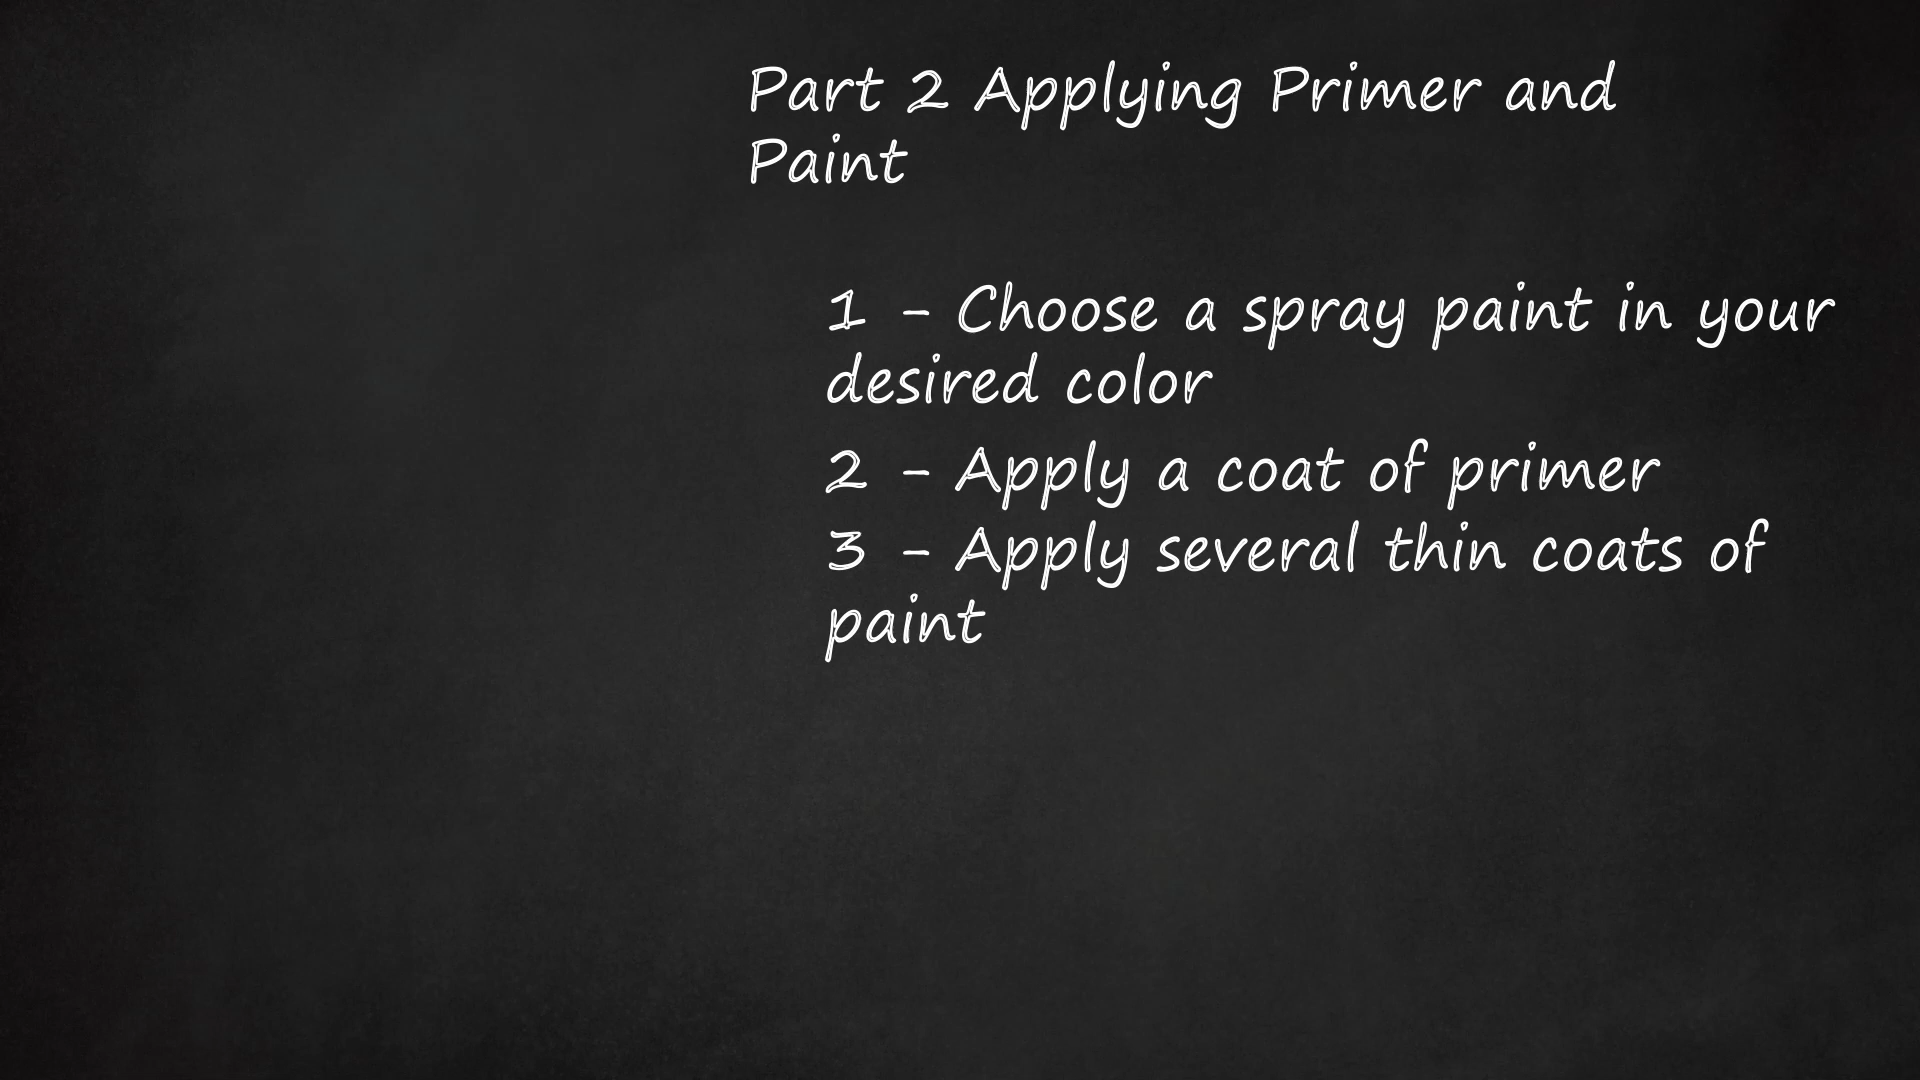 Part 2 Applying Primer and
Paint
1 - Choose a spray paint in your
desired color
2 - Apply a coat of primer
3 - Apply several thin coats of
paint